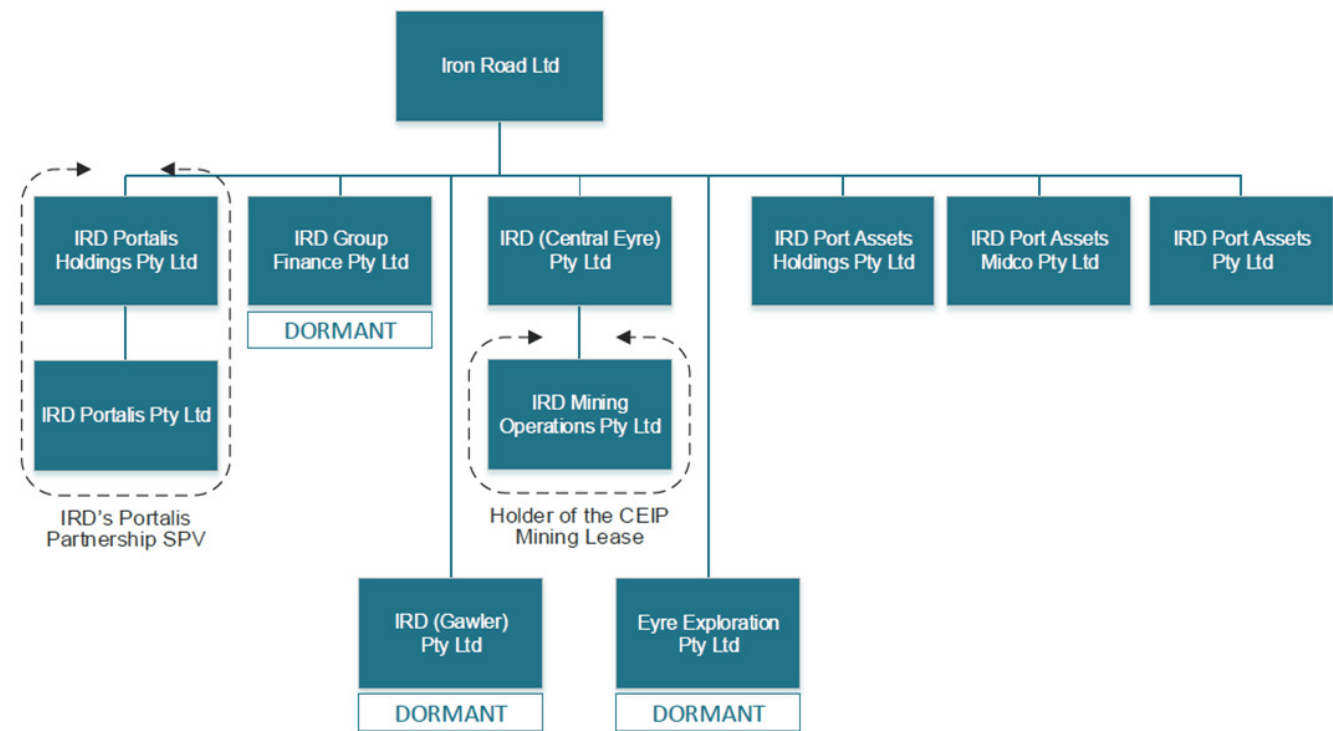 Iron Road Ltd
IRD Portalis
Holdings Pty Ltd
IRD Group
Finance Pty Ltd
DORMANT
IRD (Central Eyre)
Pty Ltd
IRD Port Assets
Holdings Pty Ltd
IRD Port Assets
Midco Pty Ltd
IRD Port Assets
Pty Ltd
IRD Portalis Pty Ltd
IRD Mining
Operations Pty Ltd
IRD's Portalis
Partnership SPV
Holder of the CEIP
Mining Lease
IRD (Gawler)
Pty Ltd
DORMANT
Eyre Exploration
Pty Ltd
DORMANT